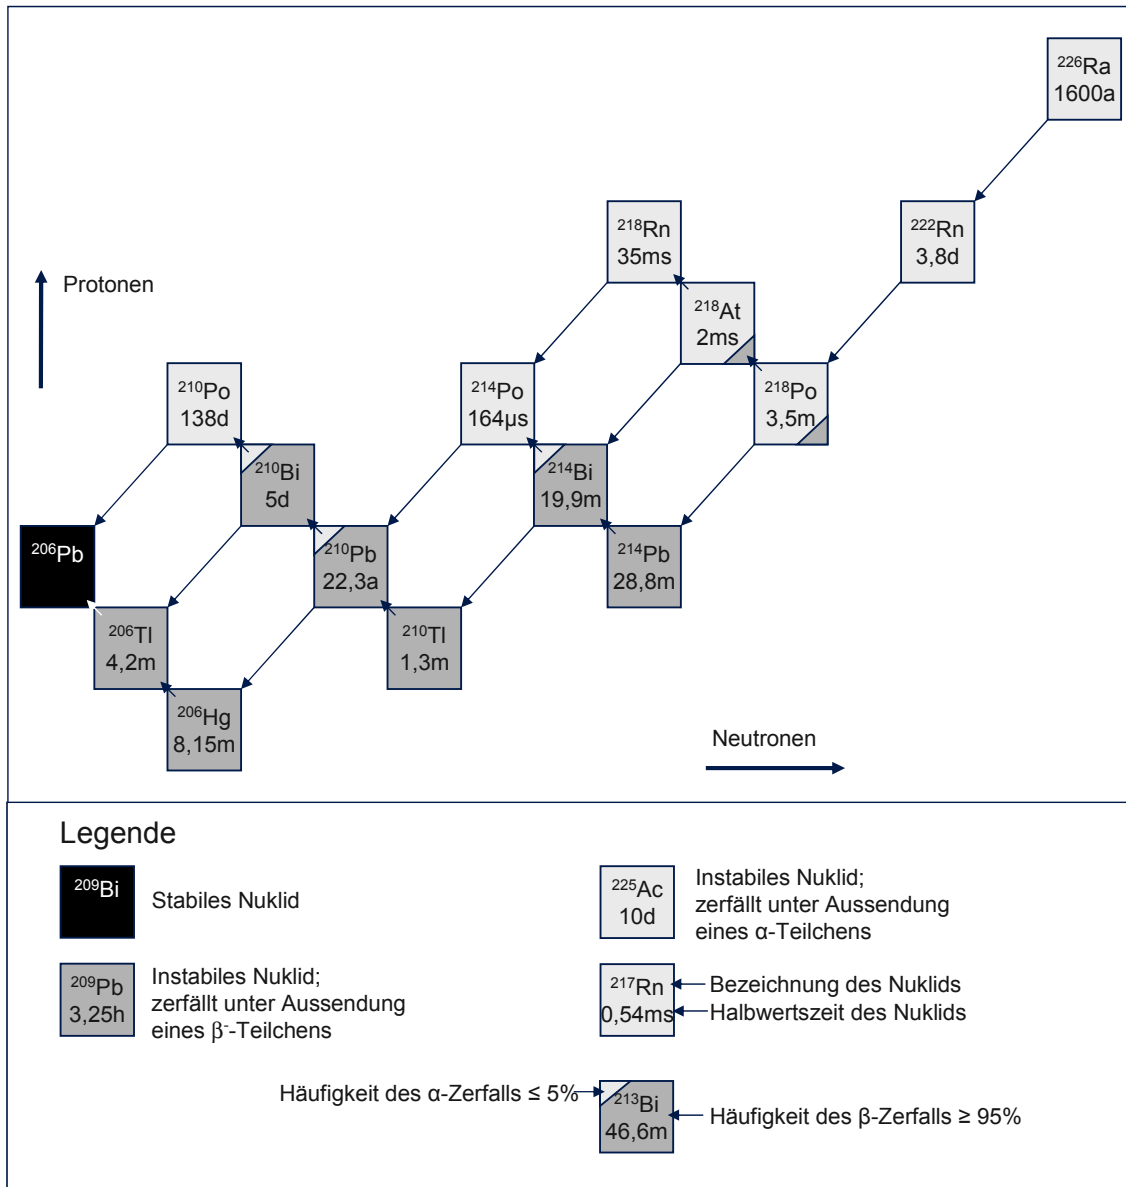 ²²⁶Ra
1600a
²¹⁸Rn
35ms
²²²Rn
3,8d
Protonen
²¹⁸At
2ms
²¹⁰Po
138d
²¹⁴Po
164µs
²¹⁸Po
3,5m
²¹⁰Bi
5d
²¹⁴Bi
19,9m
²⁰⁶Pb
²¹⁰Pb
22,3a
²¹⁴Pb
28,8m
²⁰⁶Tl
4,2m
²¹⁰Tl
1,3m
²⁰⁶Hg
8,15m
Neutronen
Legende
²⁰⁹Bi
Stabiles Nuklid
²²⁵Ac
10d
Instabiles Nuklid;
zerfällt unter Aussendung
eines α-Teilchens
²⁰⁹Pb
3,25h
Instabiles Nuklid;
zerfällt unter Aussendung
eines β⁻-Teilchens
²¹⁷Rn
0,54ms
Bezeichnung des Nuklids
Halbwertszeit des Nuklids
Häufigkeit des α-Zerfalls ≤ 5%
²¹³Bi
46,6m
Häufigkeit des β-Zerfalls ≥ 95%